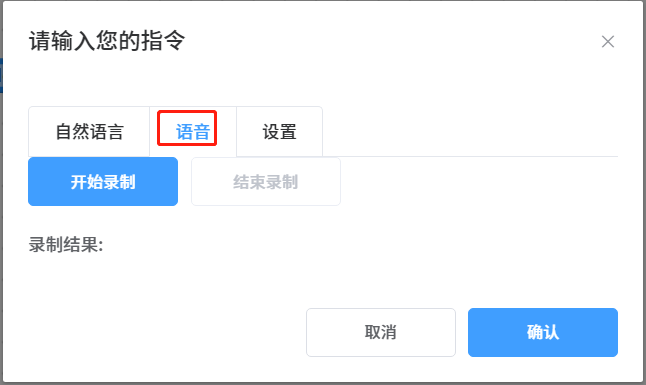 请输入您的指令
自然语言 语音 设置
开始录制 结束录制
录制结果:
取消 确认